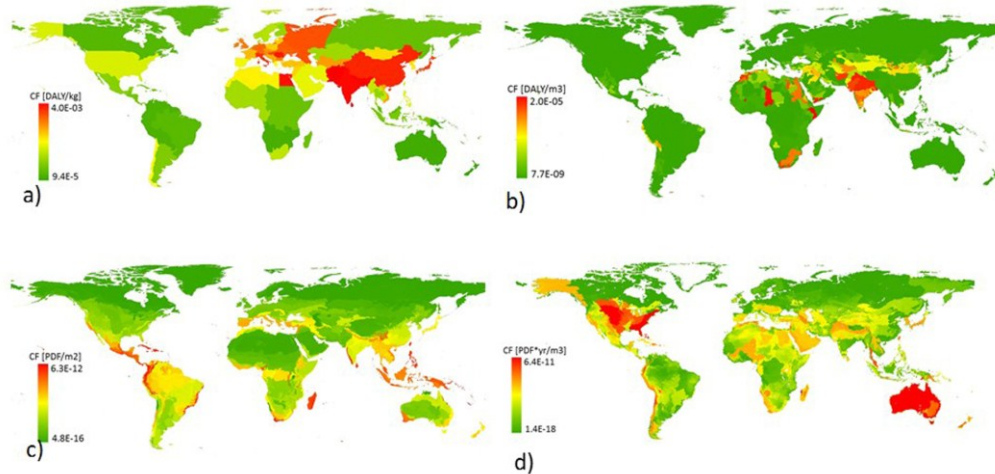 CF [DALY/kg]
4.0E-03
9.4E-5
a)
CF [DALY/m3]
2.0E-05
7.7E-09
b)
CF [PDF/m2]
6.3E-12
4.8E-16
c)
CF [PDF*yr/m3]
6.4E-11
1.4E-18
d)